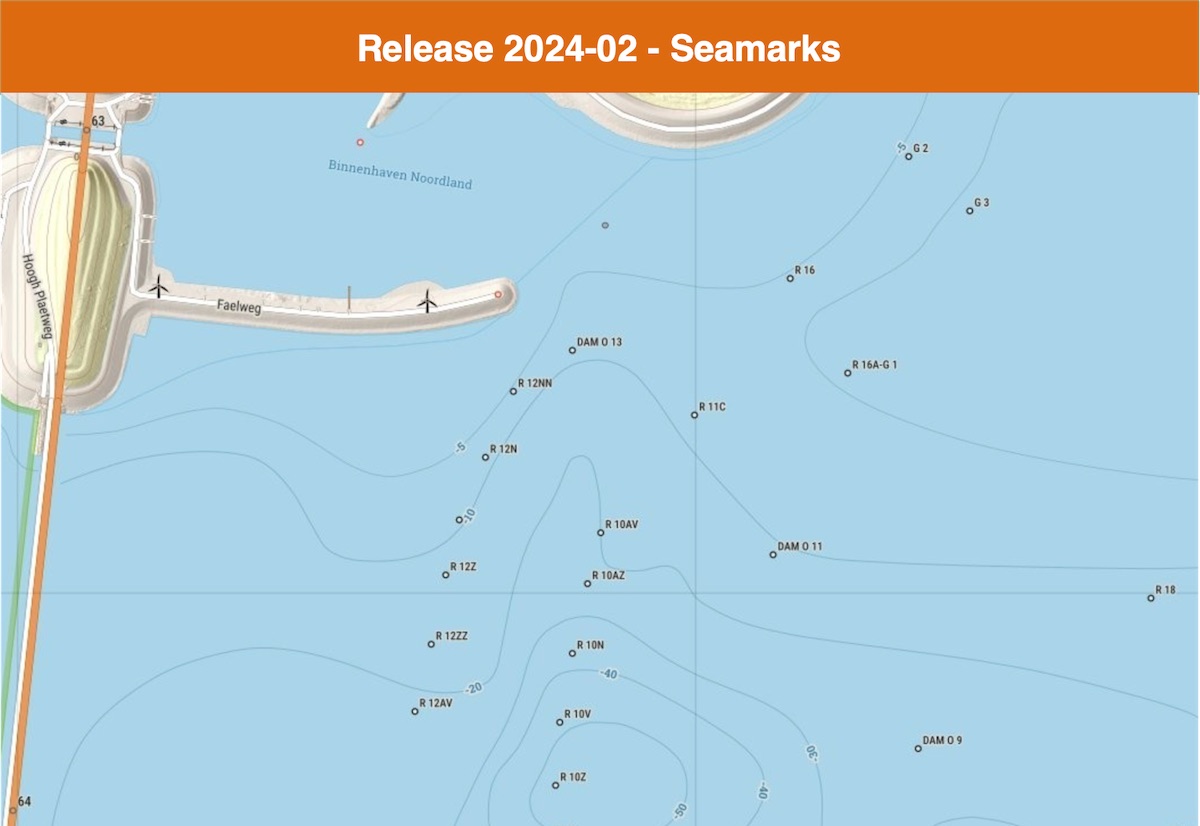 Release 2024-02 - Seamarks
63
0
Binnenhaven Noordland
-5
G 2
G 3
R 16
Hoogh Plaetweg
Faelweg
DAM O 13
R 16A-G 1
R 12NN
R 11C
-5
R 12N
-10
R 10AV
DAM O 11
R 12Z
R 10AZ
R 18
R 12ZZ
R 10N
-40
-20
R 12AV
R 10V
DAM O 9
-30
R 10Z
-40
64
-50